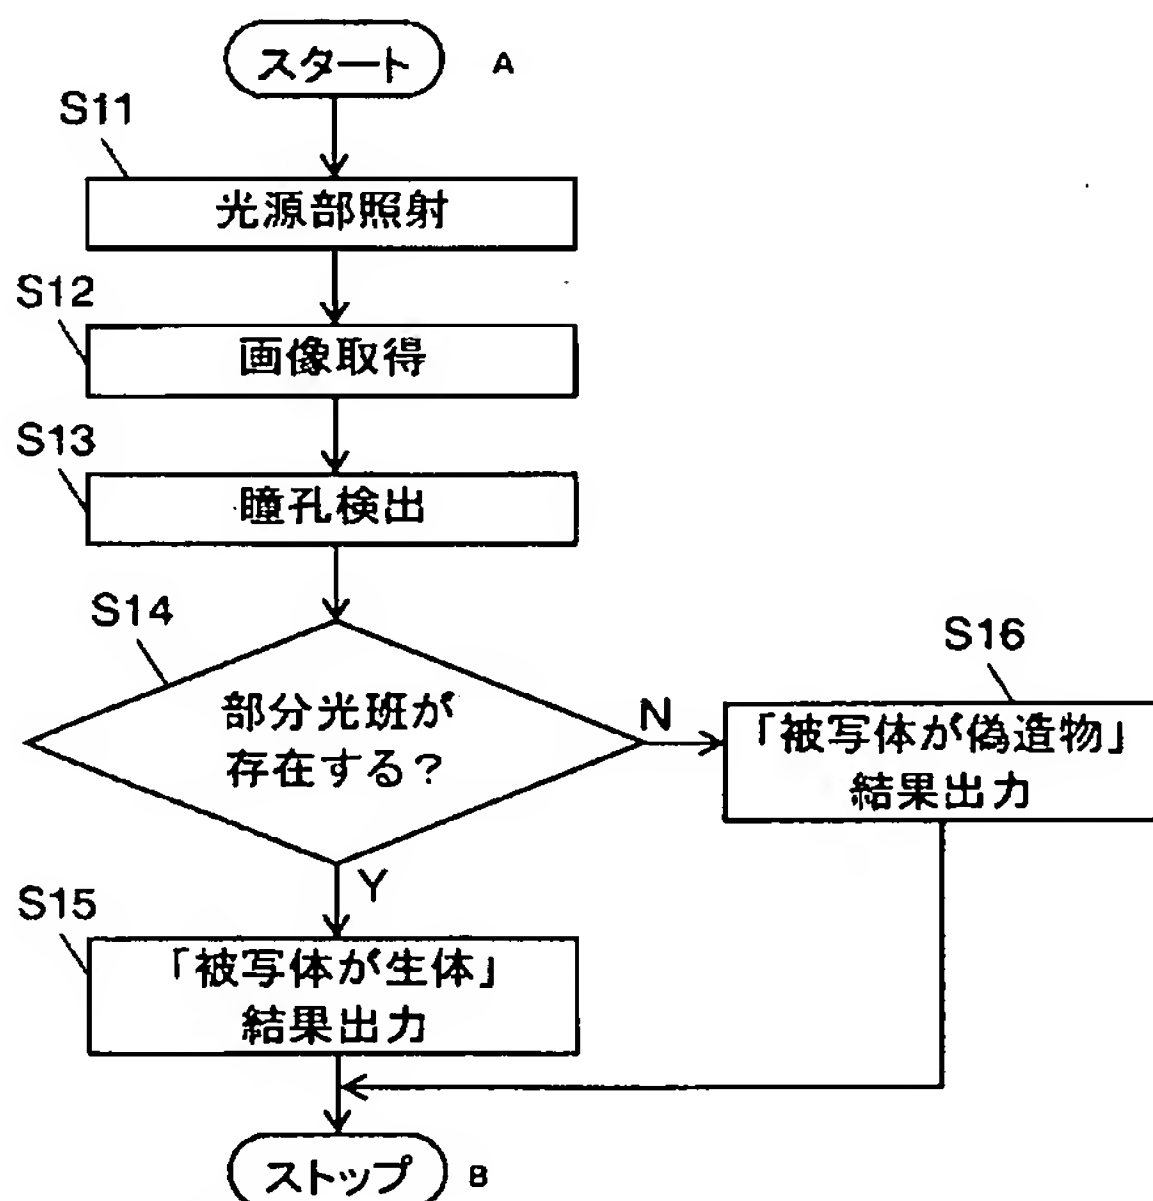 スタート A
S11
光源部照射
S12
画像取得
S13
瞳孔検出
S14
部分光班が
存在する?
N
Y
S16
「被写体が偽造物」
結果出力
S15
「被写体が生体」
結果出力
ストップ B